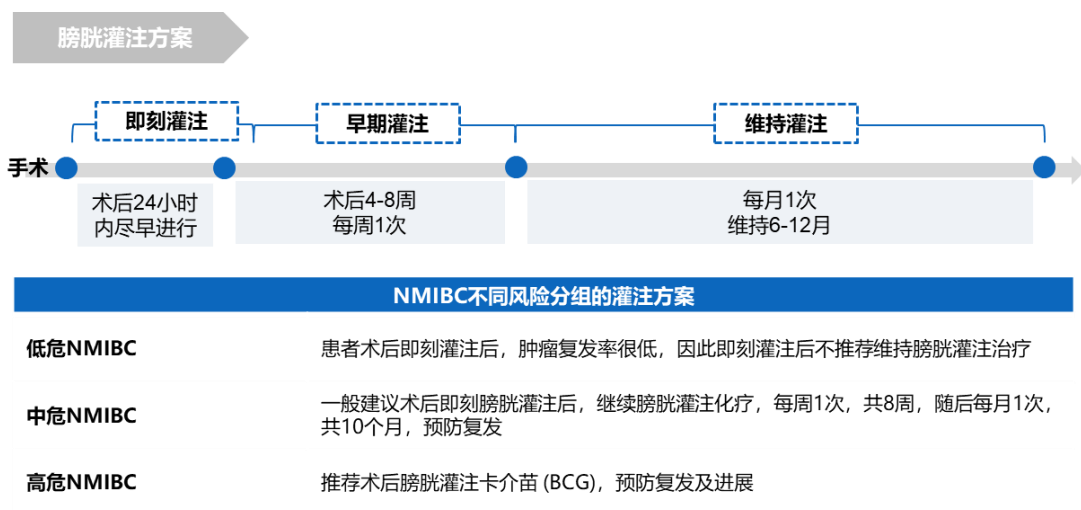 膀胱灌注方案
即刻灌注
早期灌注
维持灌注
手术
术后24小时
内尽早进行
术后4-8周
每周1次
每月1次
维持6-12月
NMIBC不同风险分组的灌注方案
低危NMIBC
患者术后即刻灌注后，肿瘤复发率很低，因此即刻灌注后不推荐维持膀胱灌注治疗
中危NMIBC
一般建议术后即刻膀胱灌注后，继续膀胱灌注化疗，每周1次，共8周，随后每月1次，
共10个月，预防复发
高危NMIBC
推荐术后膀胱灌注卡介苗 (BCG)，预防复发及进展